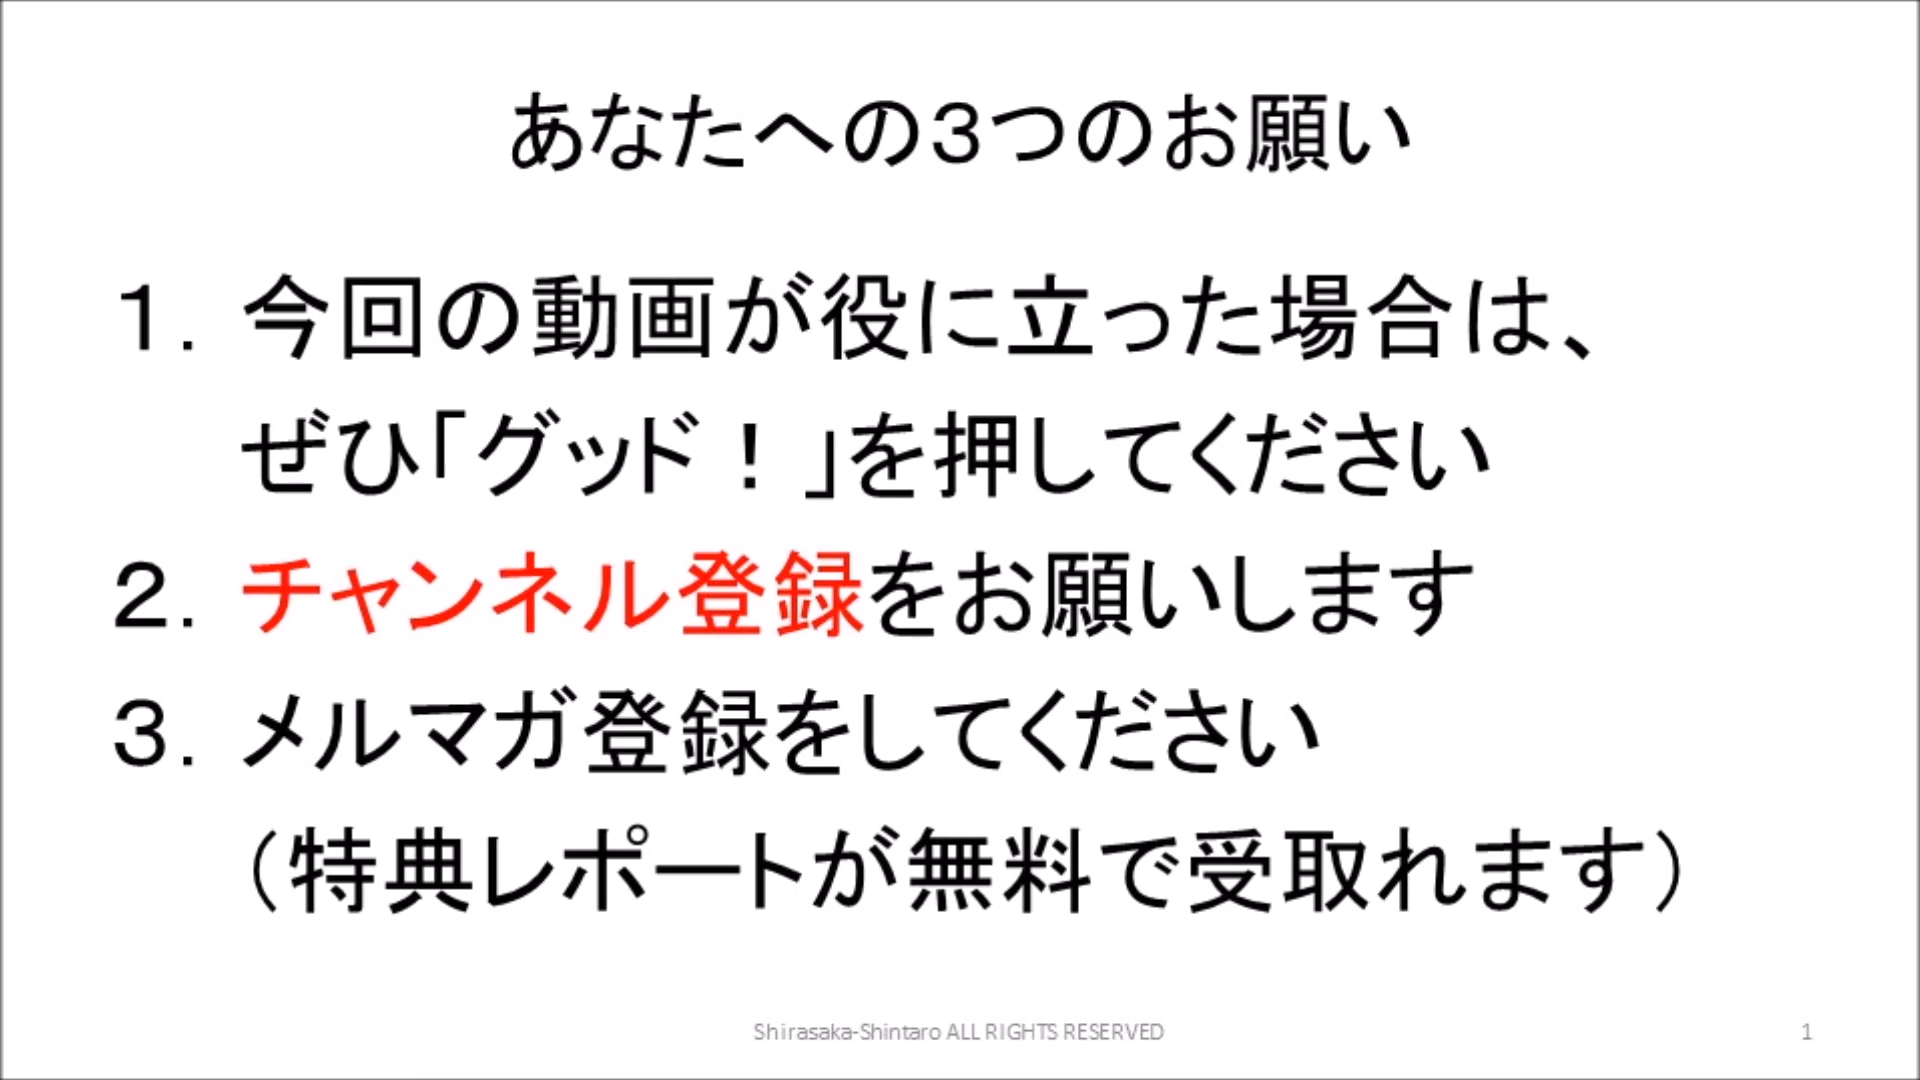 あなたへの３つのお願い
１．今回の動画が役に立った場合は、
ぜひ「グッド！」を押してください
２．チャンネル登録をお願いします
３．メルマガ登録をしてください
（特典レポートが無料で受取れます）
Shirasaka-Shintaro ALL RIGHTS RESERVED
1